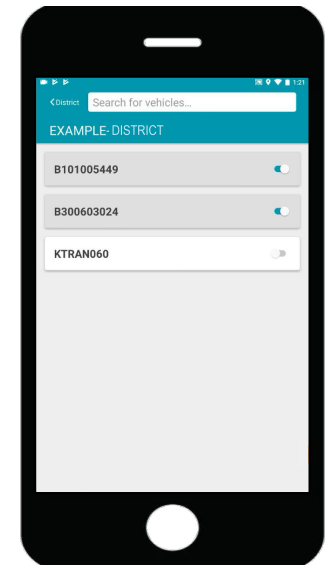 1:21
<District
Search for vehicles...
EXAMPLE- DISTRICT
B101005449
B300603024
KTRAN060